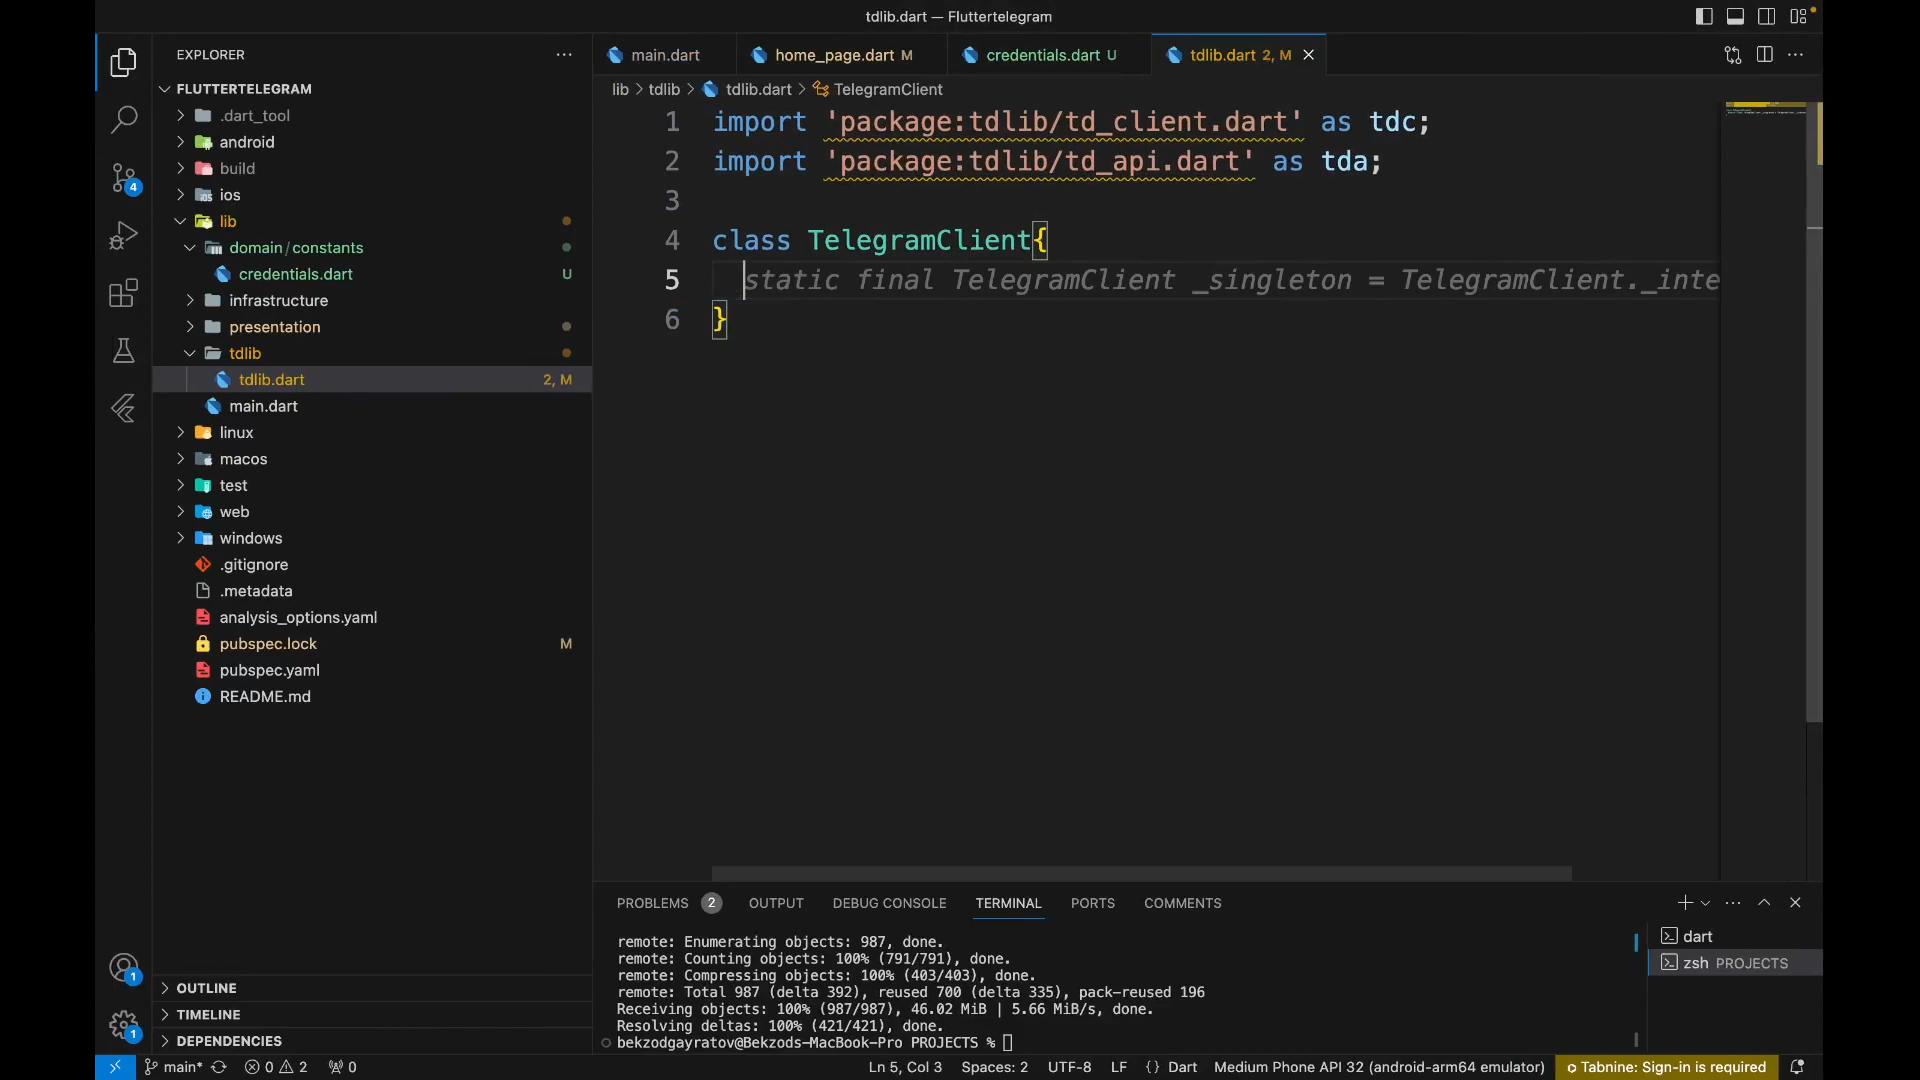 tdlib.dart — Fluttertelegram
EXPLORER
FLUTTERTELEGRAM
.dart_tool
android
build
ios
lib
domain/constants
credentials.dart U
infrastructure
presentation
tdlib
tdlib.dart 2, M
main.dart
linux
macos
test
web
windows
.gitignore
.metadata
analysis_options.yaml
pubspec.lock M
pubspec.yaml
README.md
OUTLINE
TIMELINE
DEPENDENCIES
4
1
1
main.dart
home_page.dart M
credentials.dart U
tdlib.dart 2, M
lib > tdlib > tdlib.dart > TelegramClient
1 import 'package:tdlib/td_client.dart' as tdc;
2 import 'package:tdlib/td_api.dart' as tda;
3
4 class TelegramClient{
5 static final TelegramClient _singleton = TelegramClient._inte
6 }
PROBLEMS 2 OUTPUT DEBUG CONSOLE TERMINAL PORTS COMMENTS
remote: Enumerating objects: 987, done.
remote: Counting objects: 100% (791/791), done.
remote: Compressing objects: 100% (403/403), done.
remote: Total 987 (delta 392), reused 700 (delta 335), pack-reused 196
Receiving objects: 100% (987/987), 46.02 MiB | 5.66 MiB/s, done.
Resolving deltas: 100% (421/421), done.
bekzodgayratov@Bekzods-MacBook-Pro PROJECTS %
dart
zsh PROJECTS
main* 0 2 0 Ln 5, Col 3 Spaces: 2 UTF-8 LF {} Dart Medium Phone API 32 (android-arm64 emulator) Tabnine: Sign-in is required